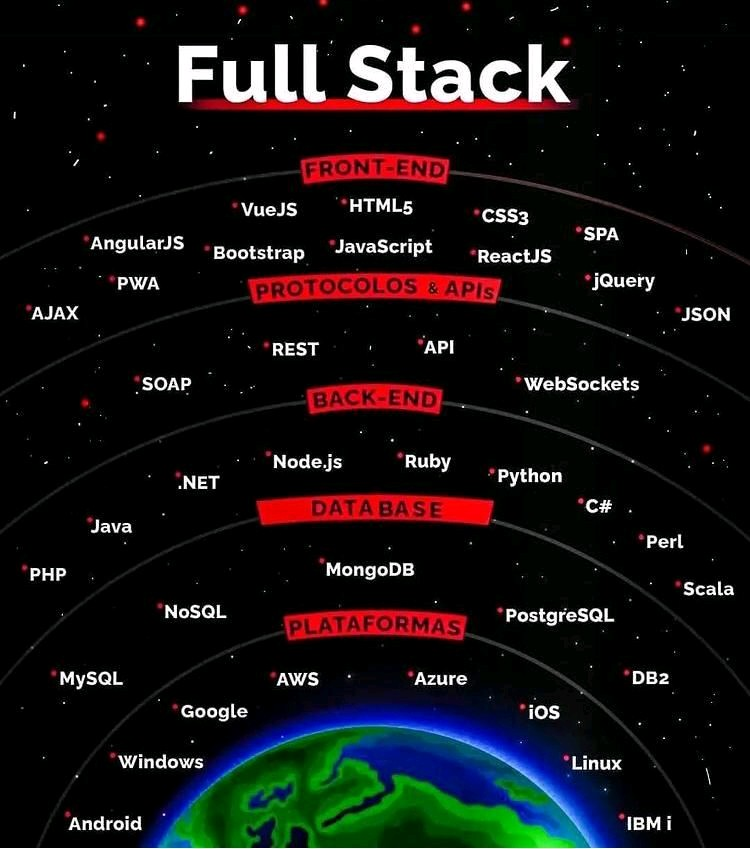 Full Stack
FRONT-END
VueJS
HTML5
CSS3
SPA
AngularJS
Bootstrap
JavaScript
ReactJS
PWA
jQuery
AJAX
JSON
PROTOCOLOS & APIs
REST
API
SOAP
WebSockets
BACK-END
.NET
Node.js
Ruby
Python
C#
Java
Perl
PHP
Scala
DATABASE
MongoDB
NoSQL
PostgreSQL
MySQL
DB2
PLATAFORMAS
AWS
Azure
Google
iOS
Windows
Linux
Android
IBM i